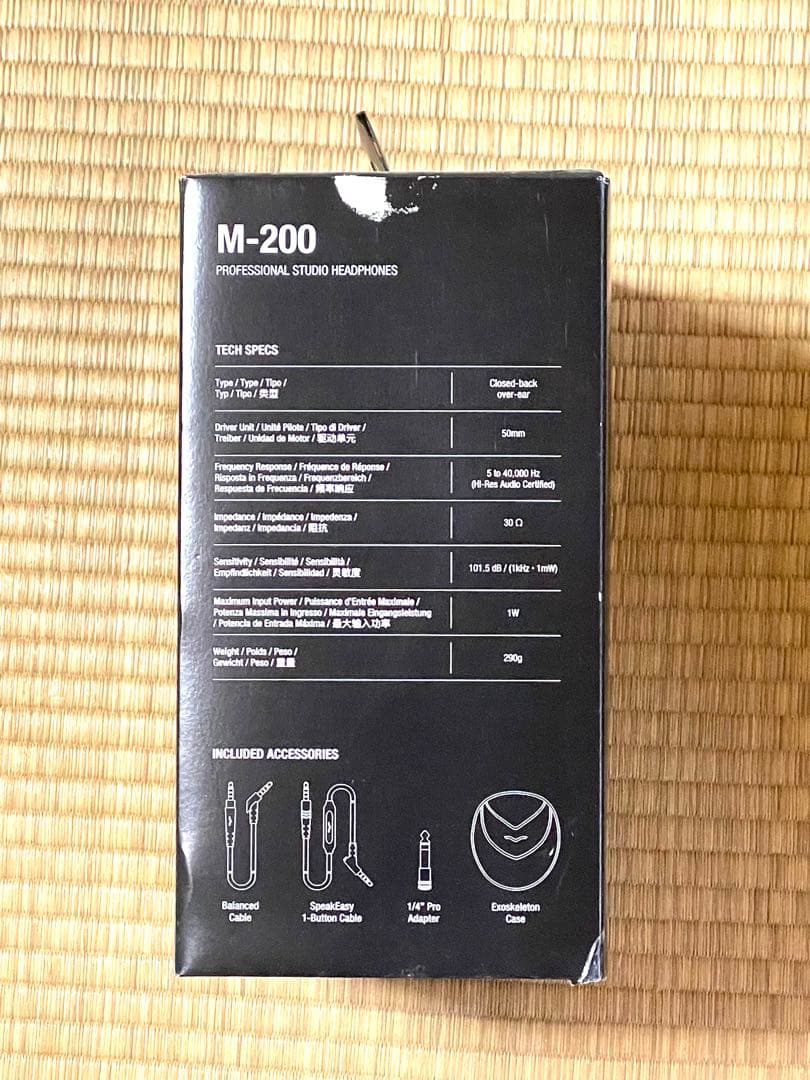 M-200
PROFESSIONAL STUDIO HEADPHONES
TECH SPECS
Type / Type / Tipo /
Typ / Tipo / 类型
Closed-back
over-ear
Driver Unit / Unité Pilote / Tipo di Driver /
Treiber / Unidad de Motor / 驱动单元
50mm
Frequency Response / Fréquence de Réponse /
Risposta in Frequenza / Frequenzbereich /
Respuesta de Frecuencia / 频率响应
5 to 40,000 Hz
(Hi-Res Audio Certified)
Impedance / Impédance / Impedenza /
Impedanz / Impedancia / 阻抗
30 Ω
Sensitivity / Sensibilité / Sensibilità /
Empfindlichkeit / Sensibilidad / 灵敏度
101.5 dB / (1kHz · 1mW)
Maximum Input Power / Puissance d'Entrée Maximale /
Potenza Massima in Ingresso / Maximale Eingangsleistung
/ Potencia de Entrada Máxima / 最大输入功率
1W
Weight / Poids / Peso /
Gewicht / Peso / 重量
290g
INCLUDED ACCESSORIES
Balanced
Cable
SpeakEasy
1-Button Cable
1/4" Pro
Adapter
Exoskeleton
Case